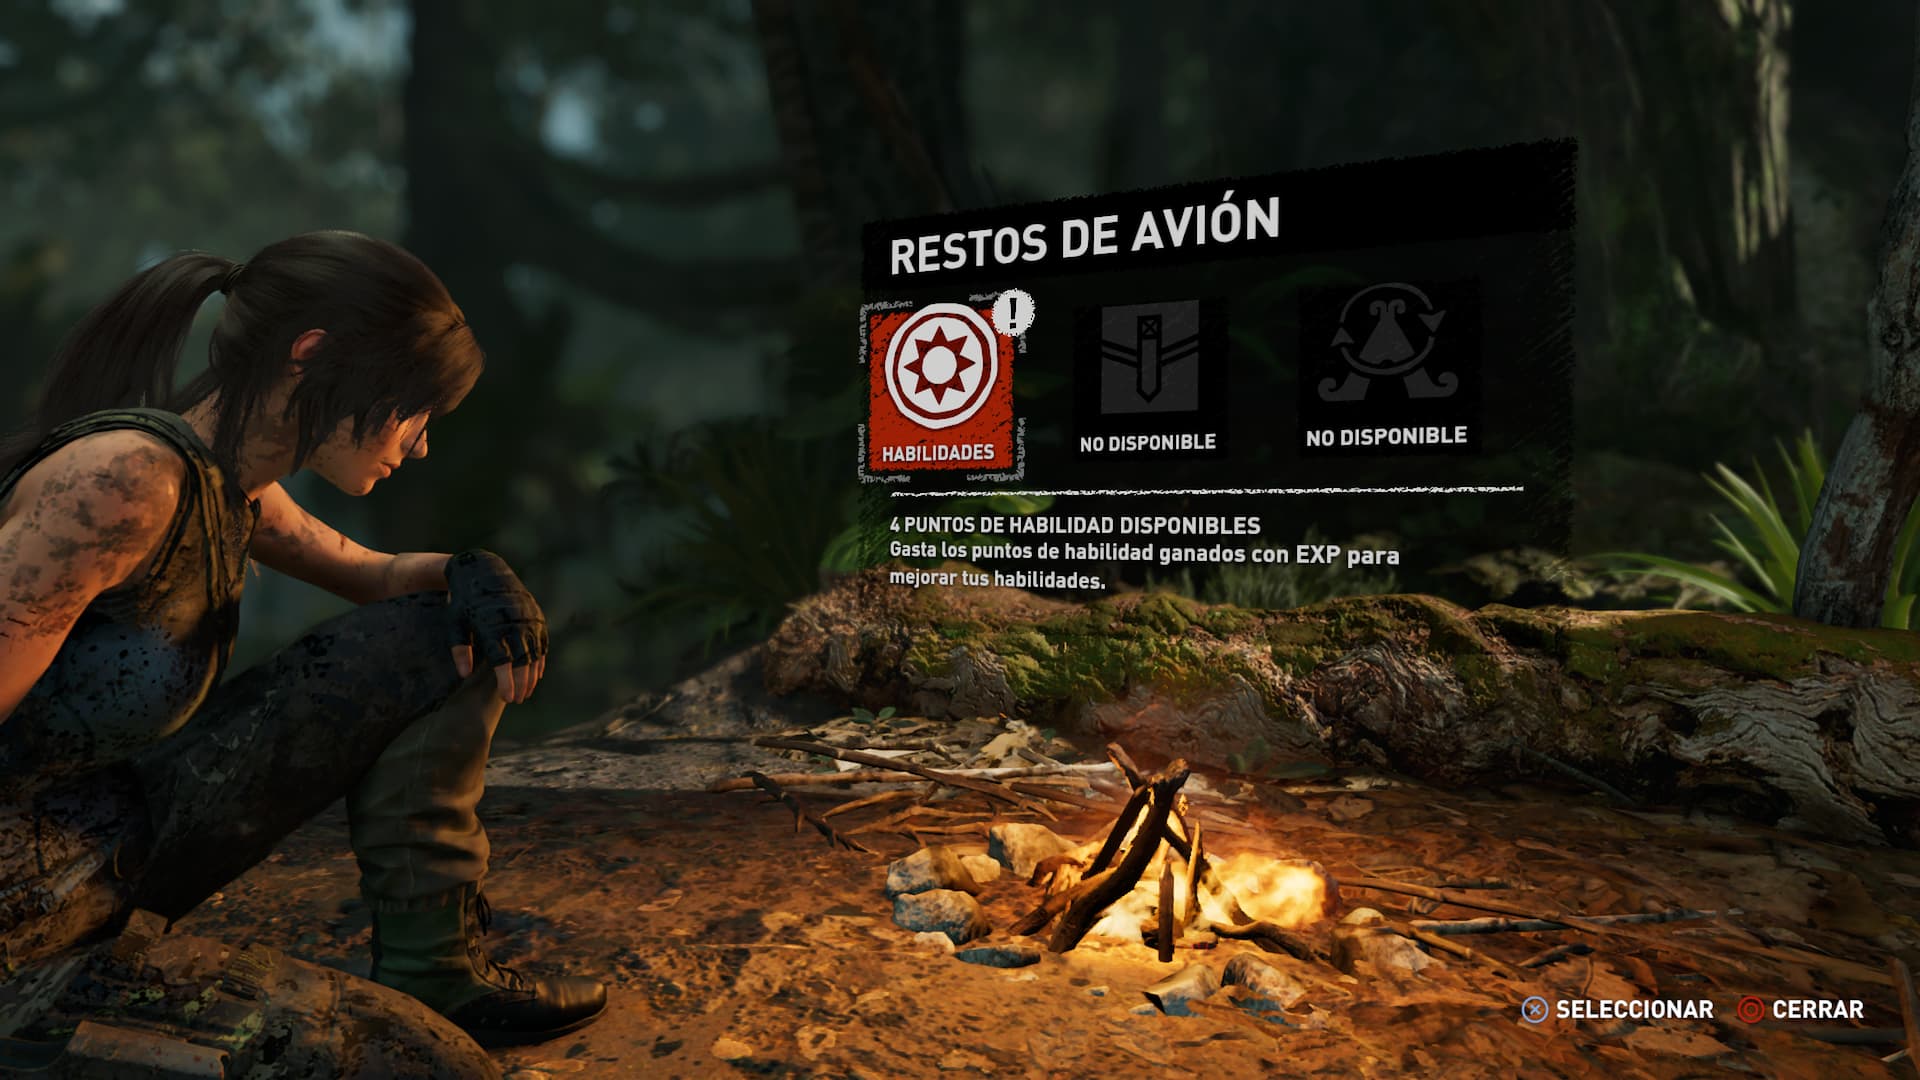 RESTOS DE AVIÓN
!
HABILIDADES
NO DISPONIBLE
NO DISPONIBLE
4 PUNTOS DE HABILIDAD DISPONIBLES
Gasta los puntos de habilidad ganados con EXP para
mejorar tus habilidades.
SELECCIONAR
CERRAR